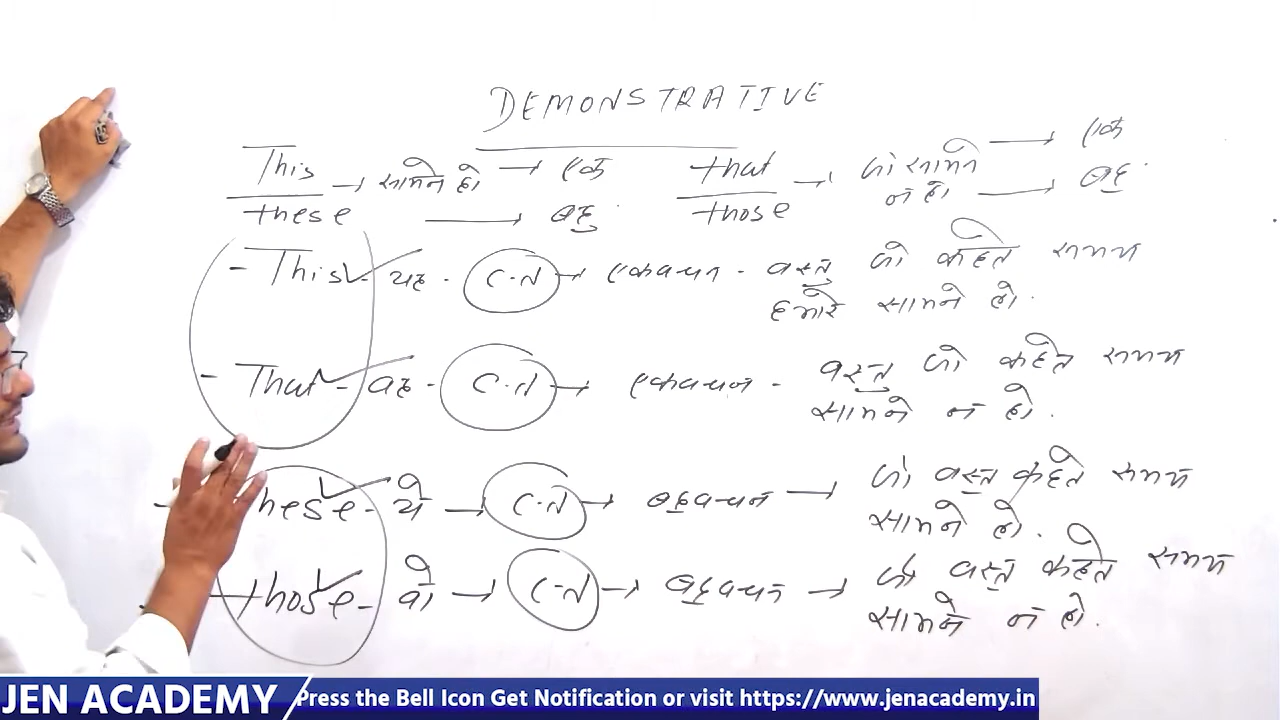 DEMONSTRATIVE
This → सामने हो → एक
these → बहु.
that → जो सामने → एक
those न हो → बहु.
- This - यह - C.N → एकवचन - वस्तु जो कहते समय
हमारे सामने हो.
- That - वह - C.N → एकवचन - वस्तु जो कहते समय
सामने न हो.
- these - ये → C.N → बहुवचन → जो वस्तु कहते समय
सामने हो.
- those - वो → C.N → बहुवचन → जो वस्तु कहते समय
सामने न हो.
JEN ACADEMY Press the Bell Icon Get Notification or visit https://www.jenacademy.in